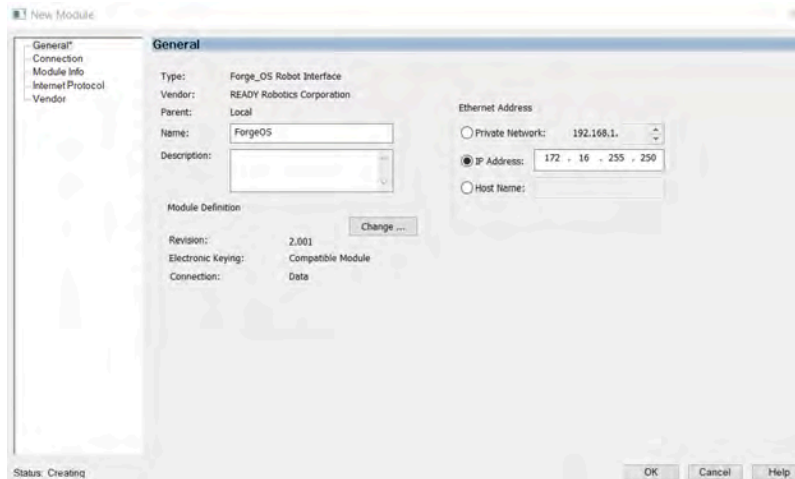 New Module
General*
Connection
Module Info
Internet Protocol
Vendor
General
Type: Forge_OS Robot Interface
Vendor: READY Robotics Corporation
Parent: Local
Name: ForgeOS
Description:
Ethernet Address
Private Network: 192.168.1.
IP Address: 172 . 16 . 255 . 250
Host Name:
Module Definition
Change ...
Revision: 2.001
Electronic Keying: Compatible Module
Connection: Data
Status: Creating
OK Cancel Help